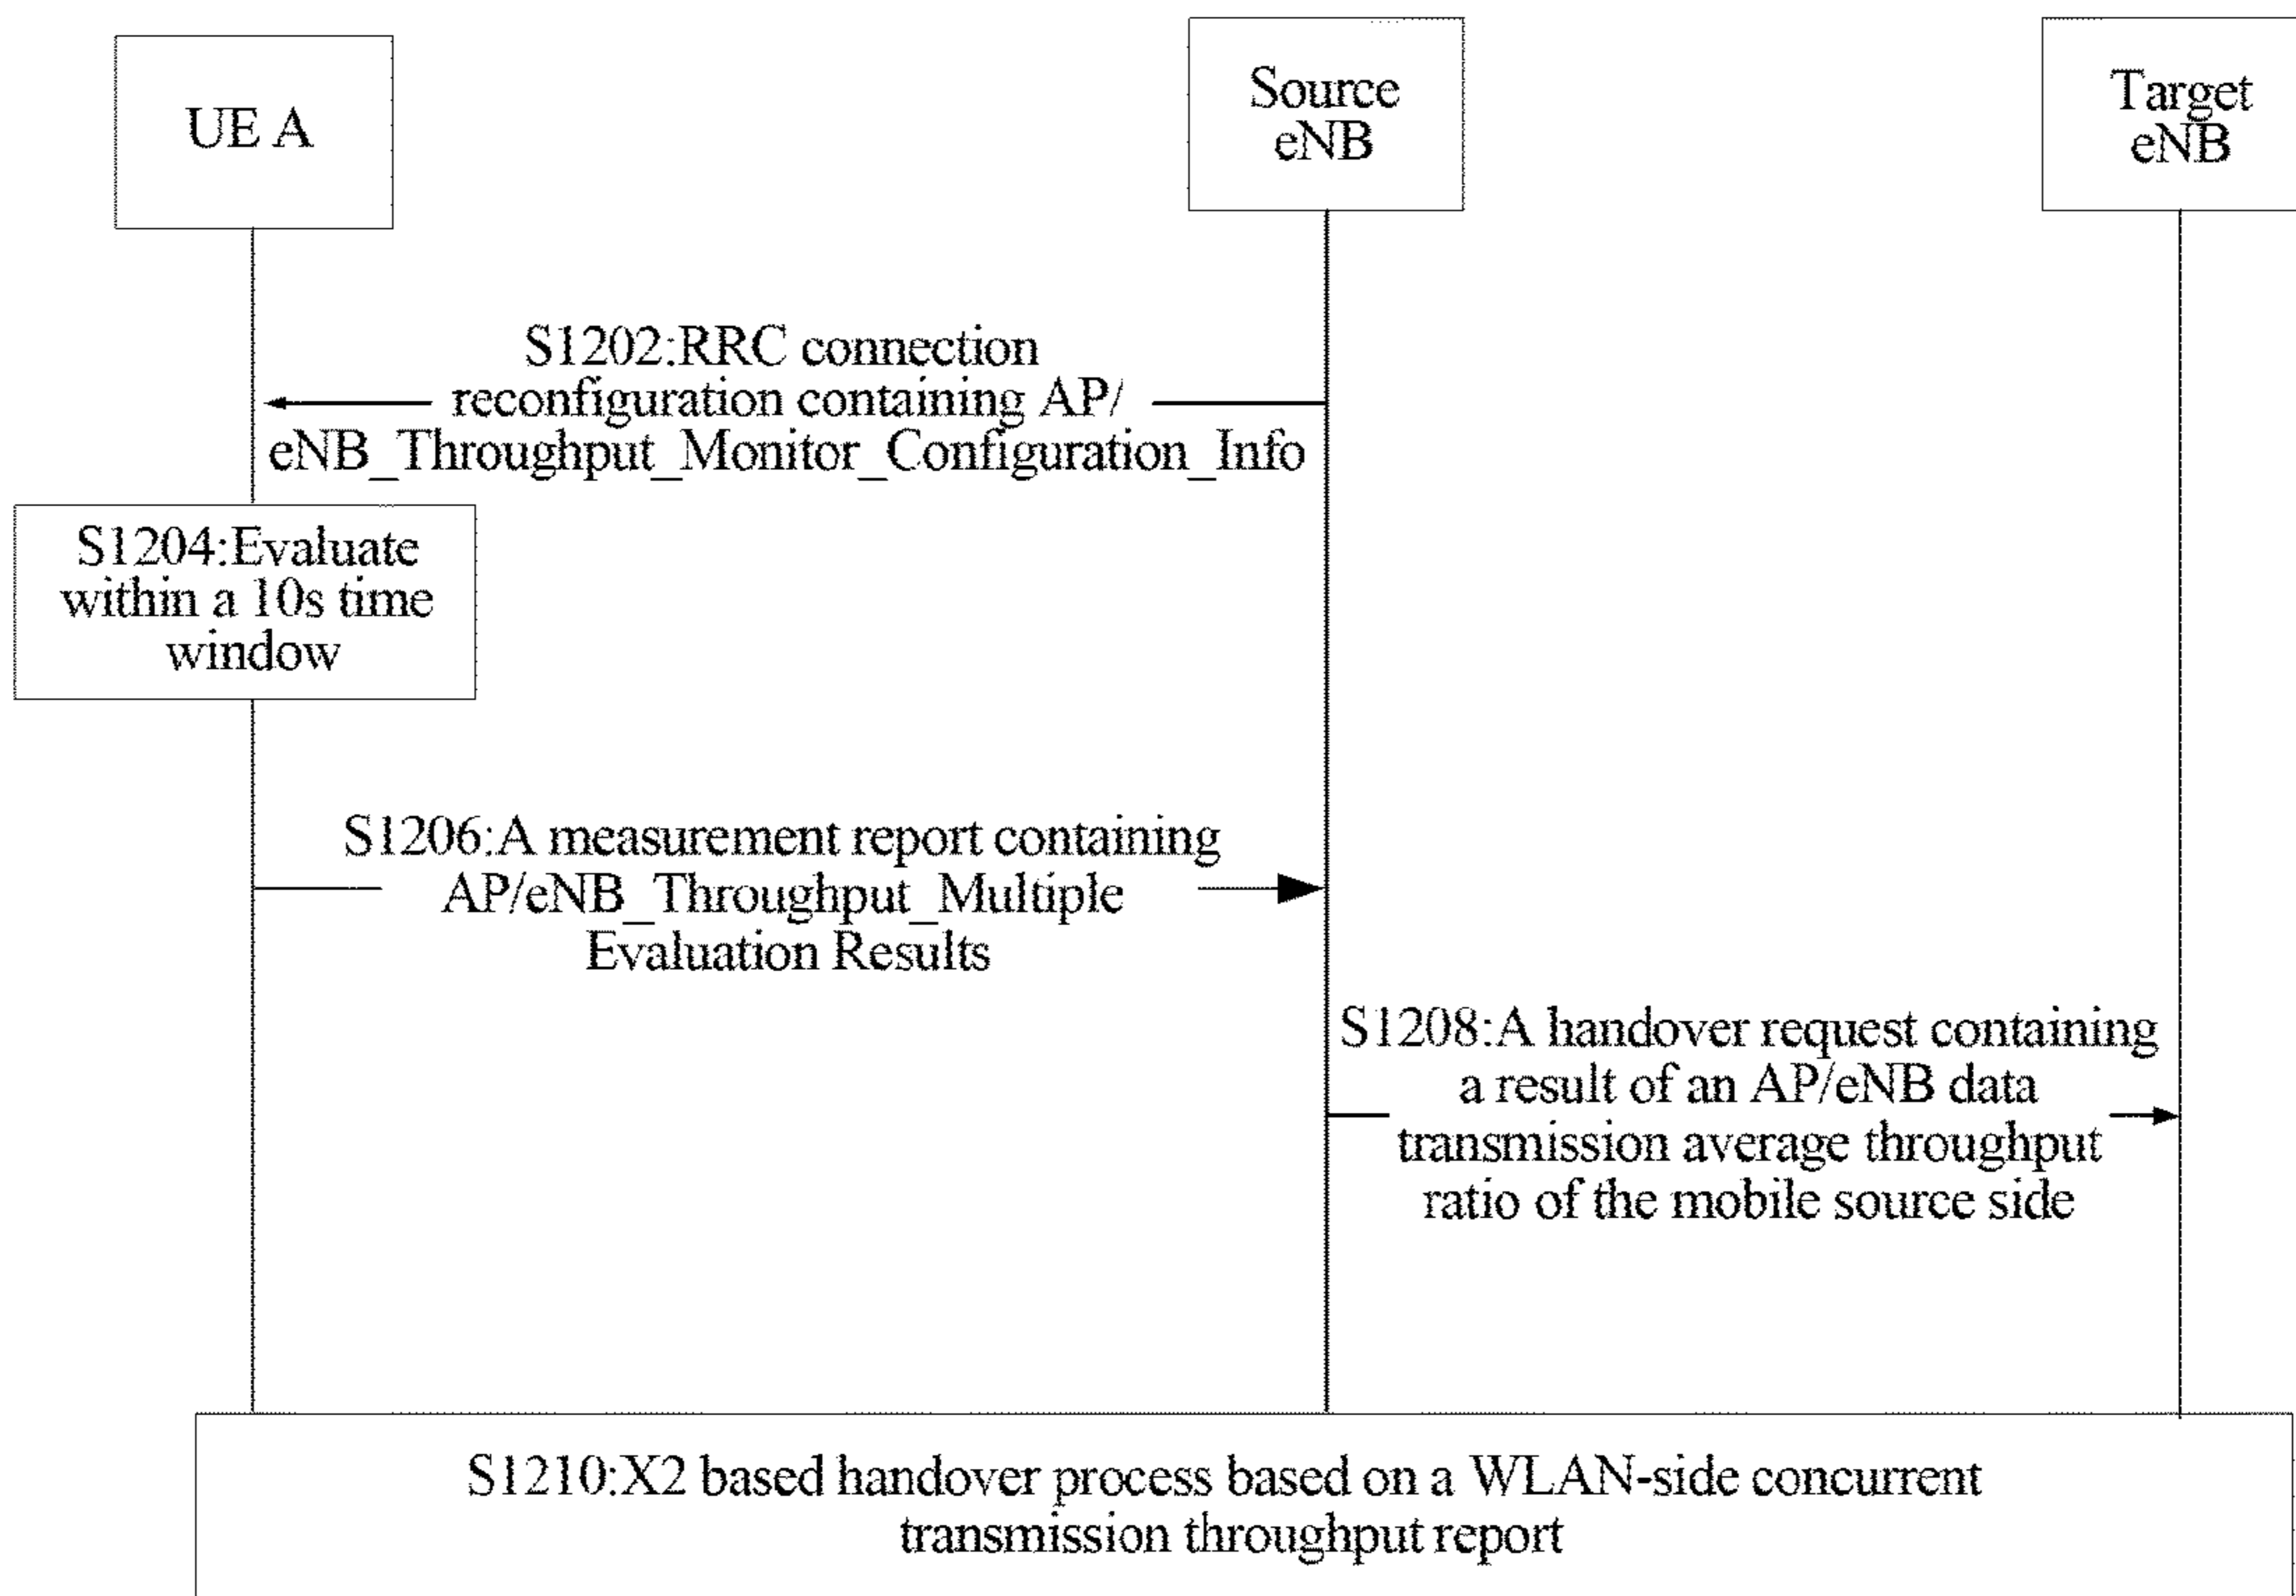 UE A
Source
eNB
Target
eNB
S1202:RRC connection
reconfiguration containing AP/
eNB_Throughput_Monitor_Configuration_Info
S1204:Evaluate
within a 10s time
window
S1206:A measurement report containing
AP/eNB_Throughput_Multiple
Evaluation Results
S1208:A handover request containing
a result of an AP/eNB data
transmission average throughput
ratio of the mobile source side
S1210:X2 based handover process based on a WLAN-side concurrent
transmission throughput report